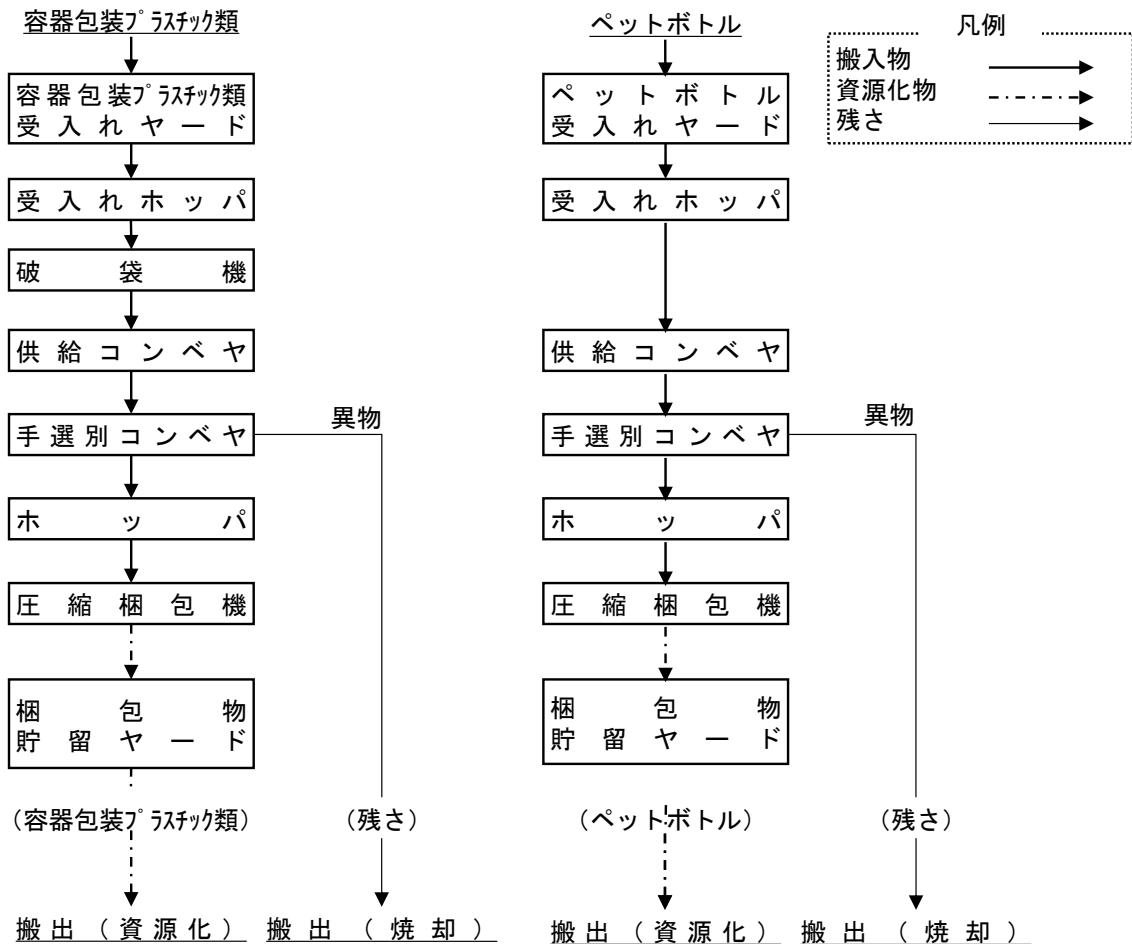 容器包装ﾌﾟﾗｽﾁｯｸ類
容器包装ﾌﾟﾗｽﾁｯｸ類
受入れヤード
受入れホッパ
破袋機
供給コンベヤ
手選別コンベヤ
異物
ホッパ
圧縮梱包機
梱包物
貯留ヤード
(容器包装ﾌﾟﾗｽﾁｯｸ類)
(残さ)
搬出(資源化)
搬出(焼却)
ペットボトル
ペットボトル
受入れヤード
受入れホッパ
供給コンベヤ
手選別コンベヤ
異物
ホッパ
圧縮梱包機
梱包物
貯留ヤード
(ペットボトル)
(残さ)
搬出(資源化)
搬出(焼却)
凡例
搬入物
資源化物
残さ